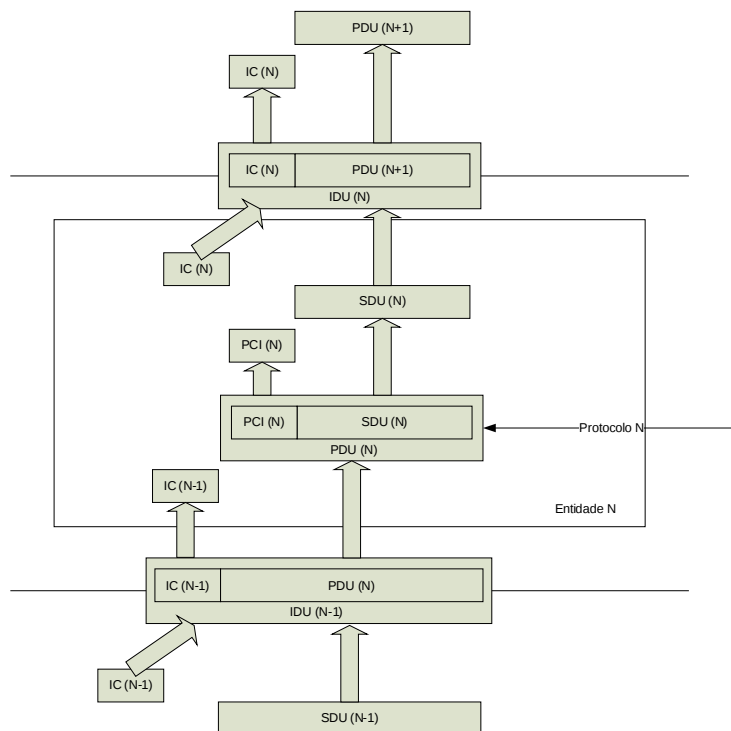 PDU (N+1)
IC (N)
IC (N)
PDU (N+1)
IDU (N)
IC (N)
SDU (N)
PCI (N)
PCI (N)
SDU (N)
Protocolo N
PDU (N)
IC (N-1)
Entidade N
IC (N-1)
PDU (N)
IDU (N-1)
IC (N-1)
SDU (N-1)